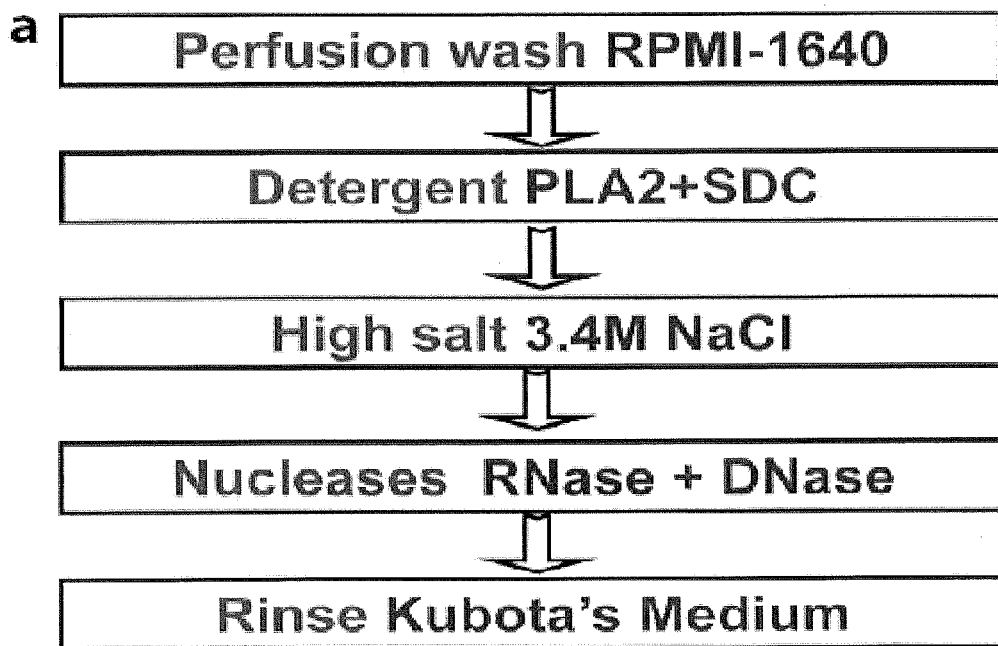 a
Perfusion wash RPMI-1640
Detergent PLA2+SDC
High salt 3.4M NaCl
Nucleases RNase + DNase
Rinse Kubota's Medium